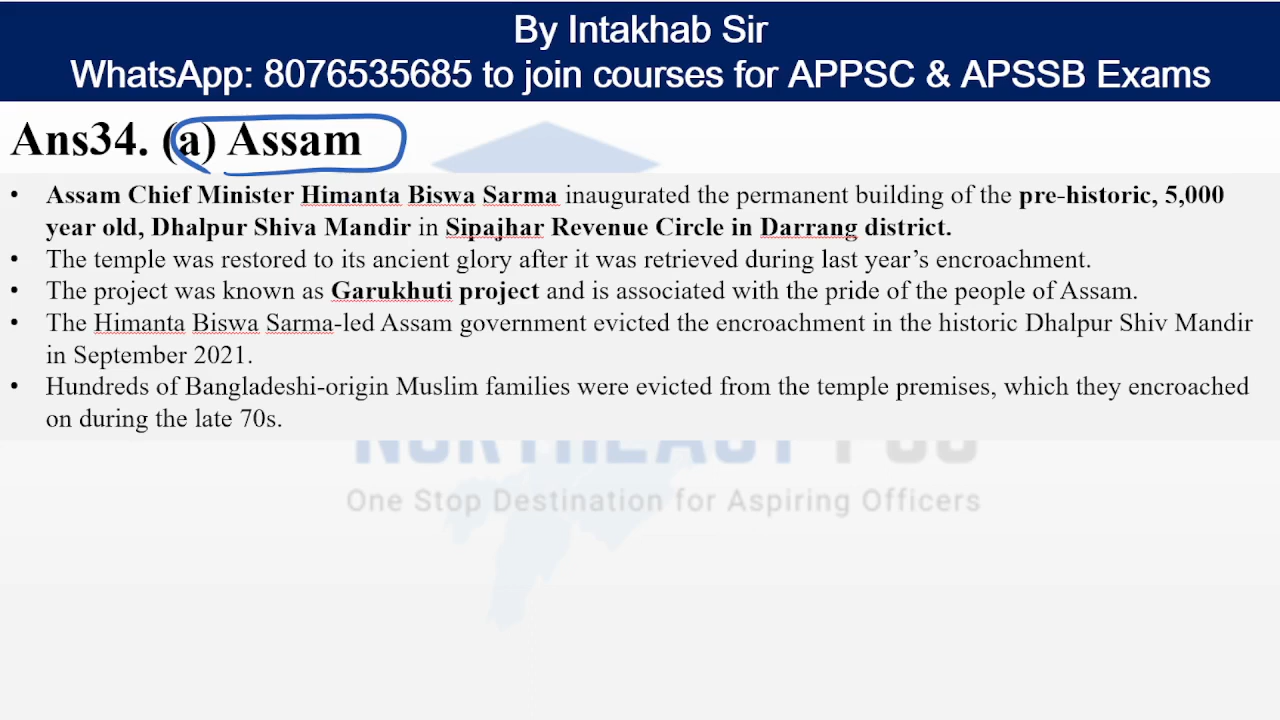 By Intakhab Sir
WhatsApp: 8076535685 to join courses for APPSC & APSSB Exams
Ans34. (a) Assam
• Assam Chief Minister Himanta Biswa Sarma inaugurated the permanent building of the pre-historic, 5,000
year old, Dhalpur Shiva Mandir in Sipajhar Revenue Circle in Darrang district.
• The temple was restored to its ancient glory after it was retrieved during last year’s encroachment.
• The project was known as Garukhuti project and is associated with the pride of the people of Assam.
• The Himanta Biswa Sarma-led Assam government evicted the encroachment in the historic Dhalpur Shiv Mandir
in September 2021.
• Hundreds of Bangladeshi-origin Muslim families were evicted from the temple premises, which they encroached
on during the late 70s.
NORTHEAST PSC
One Stop Destination for Aspiring Officers